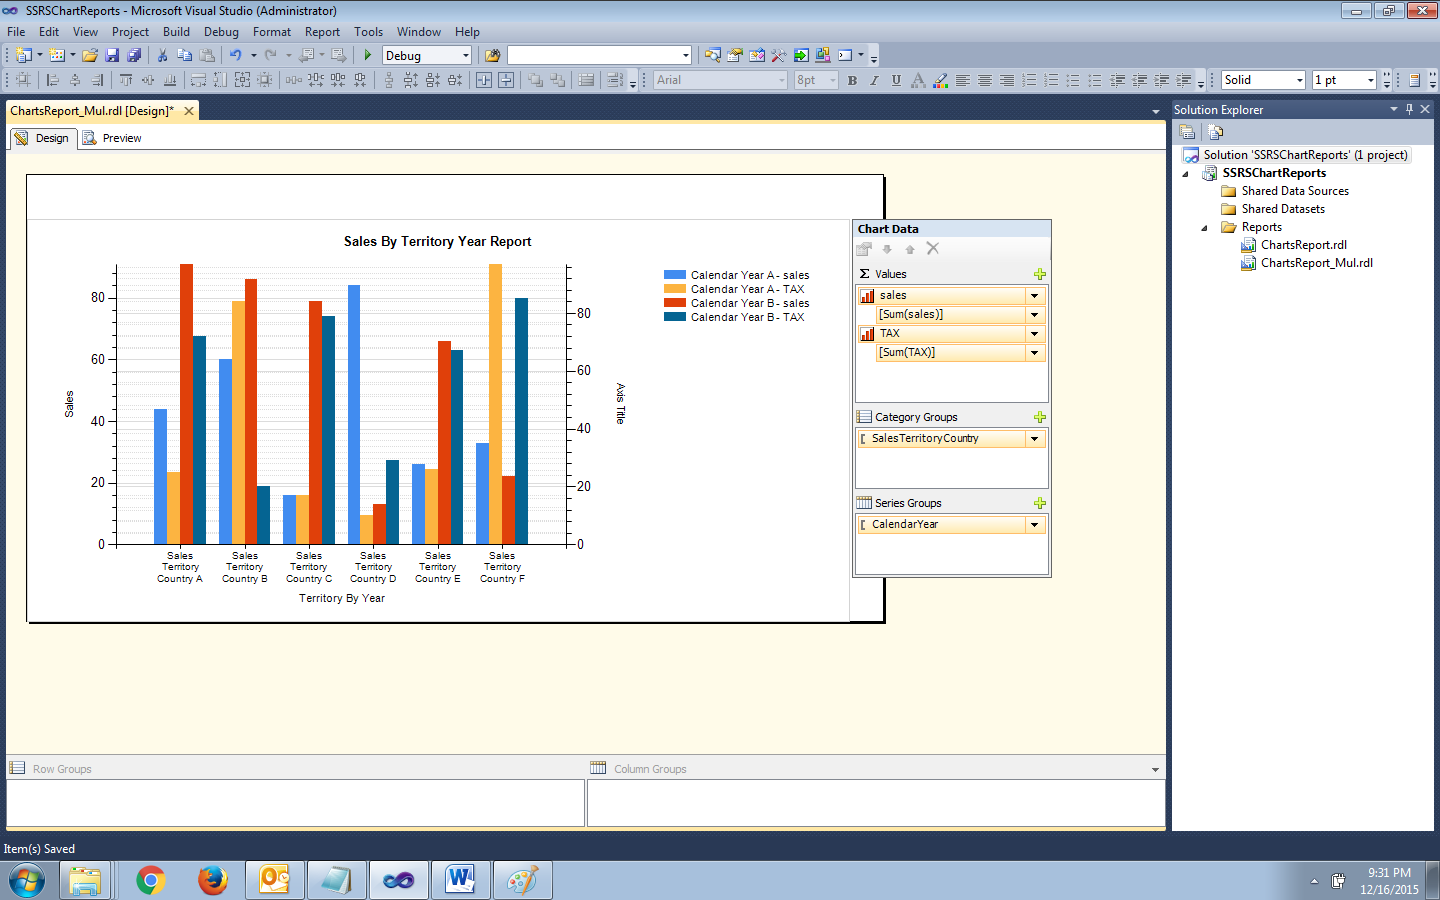 SSRSChartReports - Microsoft Visual Studio (Administrator)
File Edit View Project Build Debug Format Report Tools Window Help
Debug
Arial 8pt B I U A Solid 1 pt
ChartsReport_Mul.rdl [Design]*
Design Preview
Sales By Territory Year Report
80
60
40
20
0
Sales
80
60
40
20
0
Axis Title
Calendar Year A - sales
Calendar Year A - TAX
Calendar Year B - sales
Calendar Year B - TAX
Sales Territory Country A
Sales Territory Country B
Sales Territory Country C
Sales Territory Country D
Sales Territory Country E
Sales Territory Country F
Territory By Year
Chart Data
Σ Values
sales
[Sum(sales)]
TAX
[Sum(TAX)]
Category Groups
SalesTerritoryCountry
Series Groups
CalendarYear
Solution Explorer
Solution 'SSRSChartReports' (1 project)
SSRSChartReports
Shared Data Sources
Shared Datasets
Reports
ChartsReport.rdl
ChartsReport_Mul.rdl
Row Groups
Column Groups
Item(s) Saved
9:31 PM
12/16/2015